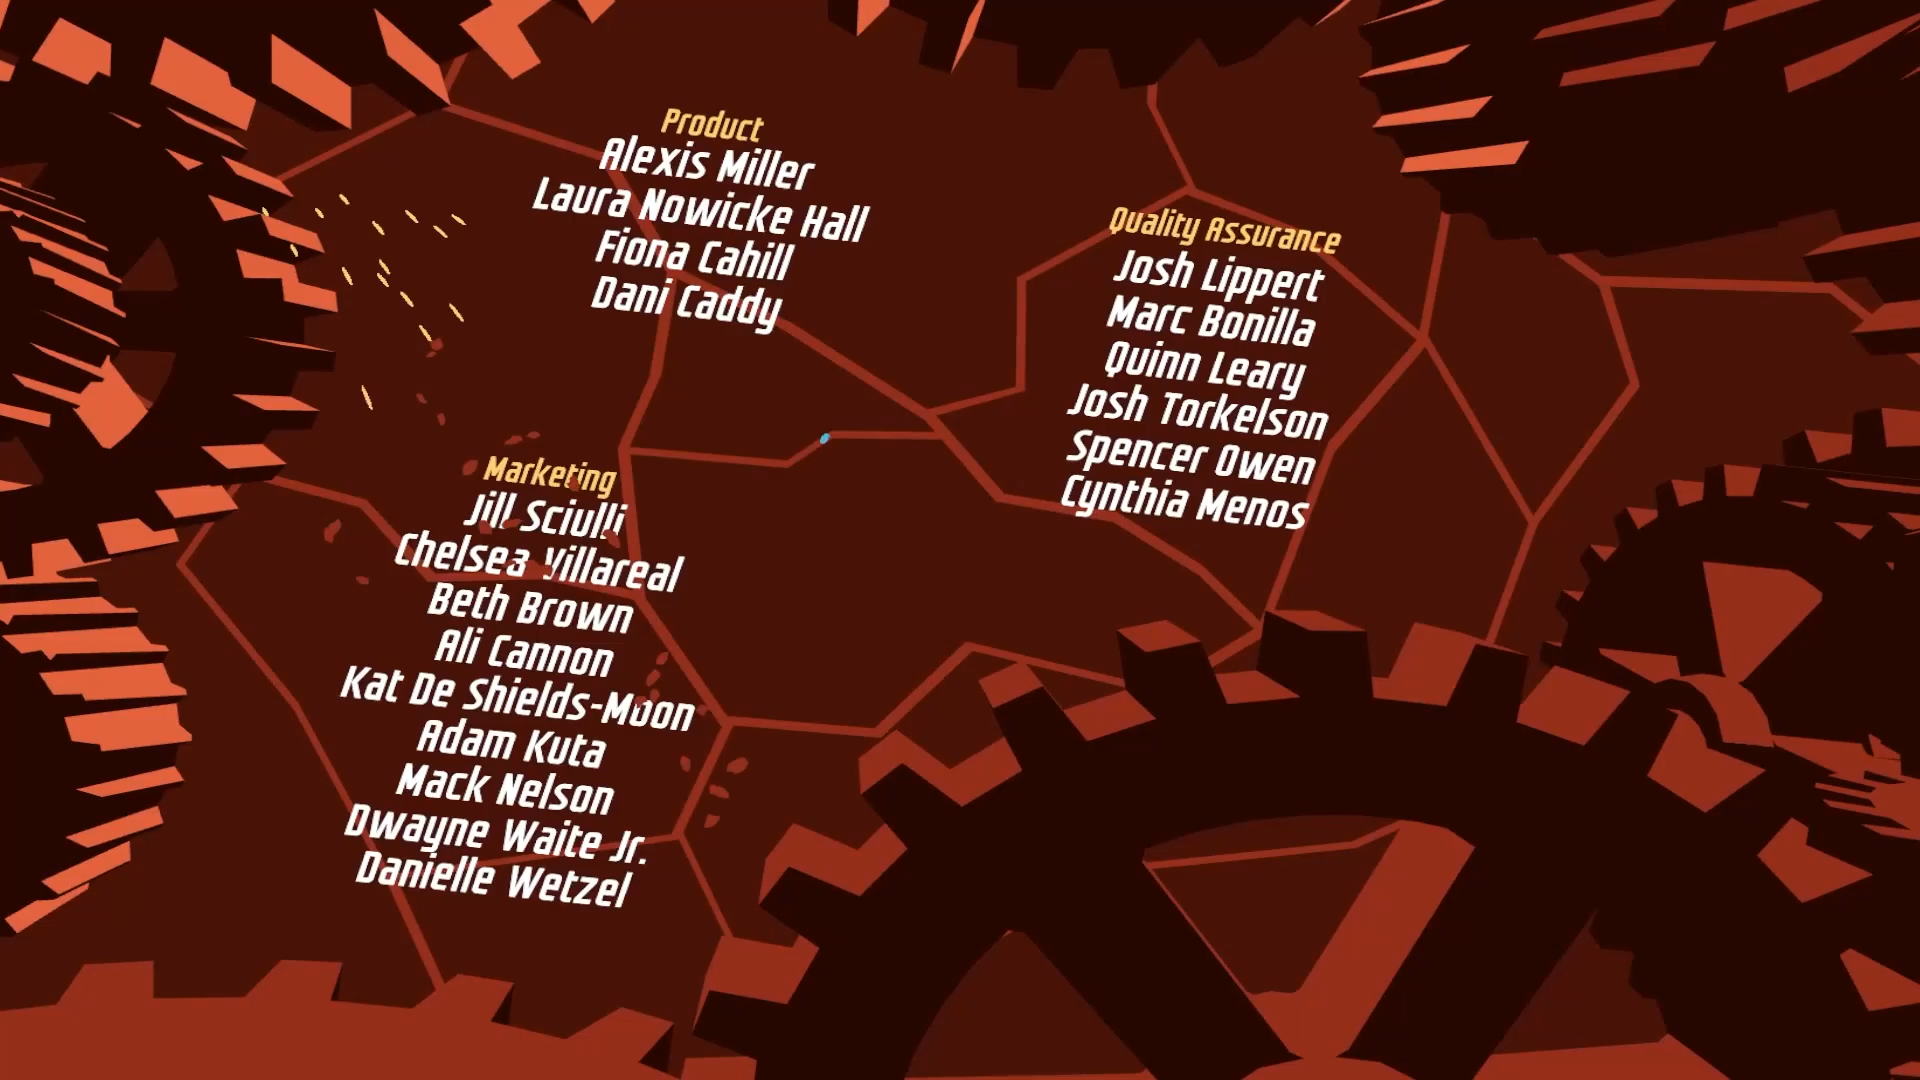 Product
Alexis Miller
Laura Nowicke Hall
Fiona Cahill
Dani Caddy
Quality Assurance
Josh Lippert
Marc Bonilla
Quinn Leary
Josh Torkelson
Spencer Owen
Cynthia Menos
Marketing
Jill Sciulli
Chelsea Villareal
Beth Brown
Ali Cannon
Kat De Shields-Moon
Adam Kuta
Mack Nelson
Dwayne Waite Jr.
Danielle Wetzel